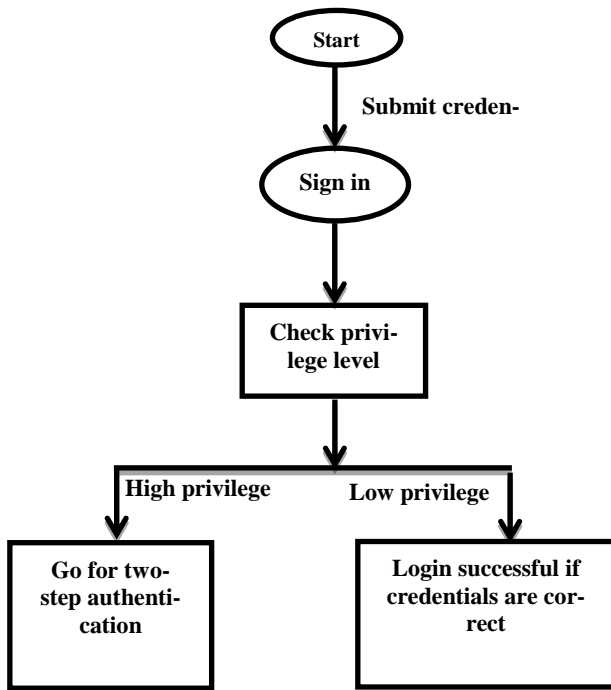 Start
Submit creden-
Sign in
Check privi-
lege level
High privilege
Low privilege
Go for two-
step authenti-
cation
Login successful if
credentials are cor-
rect